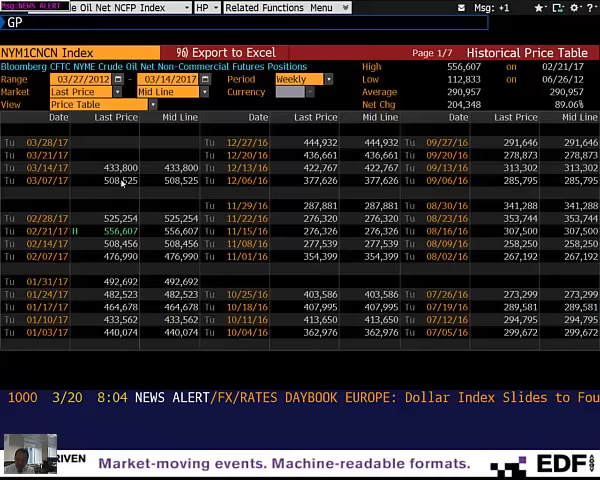 Msg:NEWS ALERT e Oil Net NCFP Index HP Related Functions Menu Msg: +1
GP
NYM1CNCN Index 96) Export to Excel Page 1/7 Historical Price Table
Bloomberg CFTC NYME Crude Oil Net Non-Commercial Futures Positions High 556,607 on 02/21/17
Range 03/27/2012 - 03/14/2017 Period Weekly Low 112,833 on 06/26/12
Market Last Price Mid Line Currency Average 290,957 290,957
View Price Table Net Chg 204,348 89.06%
Date Last Price Mid Line Date Last Price Mid Line Date Last Price Mid Line
Tu 03/28/17 Tu 12/27/16 444,932 444,932 Tu 09/27/16 291,646 291,646
Tu 03/21/17 Tu 12/20/16 436,661 436,661 Tu 09/20/16 278,873 278,873
Tu 03/14/17 433,800 433,800 Tu 12/13/16 422,767 422,767 Tu 09/13/16 313,302 313,302
Tu 03/07/17 508,525 508,525 Tu 12/06/16 377,626 377,626 Tu 09/06/16 285,795 285,795
Tu 11/29/16 287,881 287,881 Tu 08/30/16 341,288 341,288
Tu 02/28/17 525,254 525,254 Tu 11/22/16 276,320 276,320 Tu 08/23/16 353,744 353,744
Tu 02/21/17 H 556,607 556,607 Tu 11/15/16 276,326 276,326 Tu 08/16/16 307,500 307,500
Tu 02/14/17 508,456 508,456 Tu 11/08/16 277,539 277,539 Tu 08/09/16 258,250 258,250
Tu 02/07/17 476,990 476,990 Tu 11/01/16 354,399 354,399 Tu 08/02/16 267,192 267,192
Tu 01/31/17 492,692 492,692
Tu 01/24/17 482,523 482,523 Tu 10/25/16 403,586 403,586 Tu 07/26/16 273,299 273,299
Tu 01/17/17 464,678 464,678 Tu 10/18/16 407,995 407,995 Tu 07/19/16 289,581 289,581
Tu 01/10/17 433,562 433,562 Tu 10/11/16 413,650 413,650 Tu 07/12/16 294,795 294,795
Tu 01/03/17 440,074 440,074 Tu 10/04/16 362,976 362,976 Tu 07/05/16 299,672 299,672
1000 3/20 8:04 NEWS ALERT/FX/RATES DAYBOOK EUROPE: Dollar Index Slides to Fou
RIVEN Market-moving events. Machine-readable formats. EDF